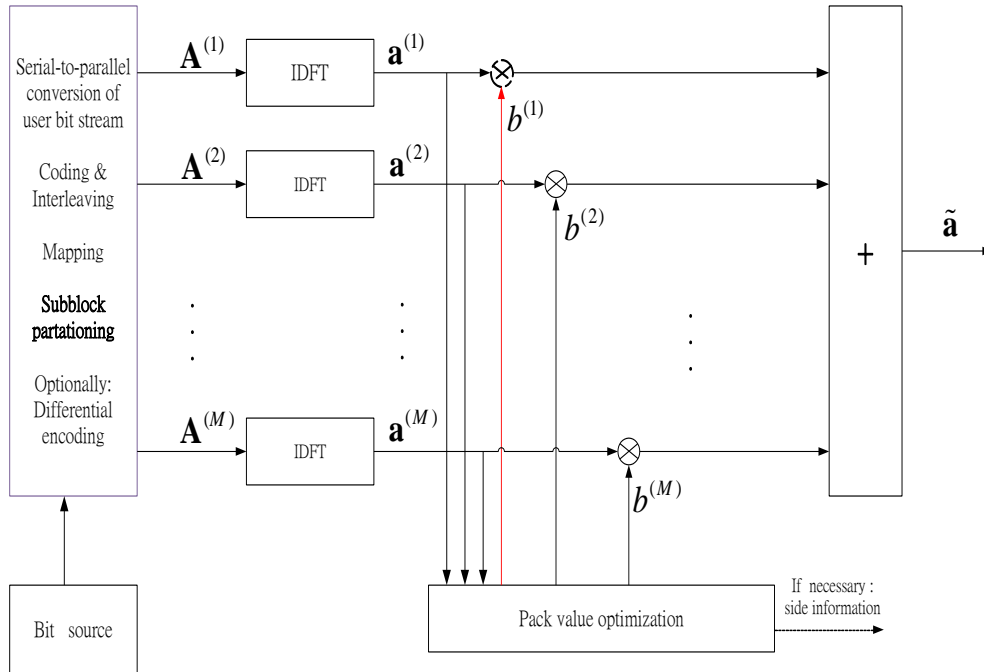 Serial-to-parallel
conversion of
user bit stream
Coding &
Interleaving
Mapping
Subblock
partationing
Optionally:
Differential
encoding
Bit source
A^(1)
IDFT
a^(1)
b^(1)
A^(2)
IDFT
a^(2)
b^(2)
A^(M)
IDFT
a^(M)
b^(M)
+
ã
Pack value optimization
If necessary :
side information